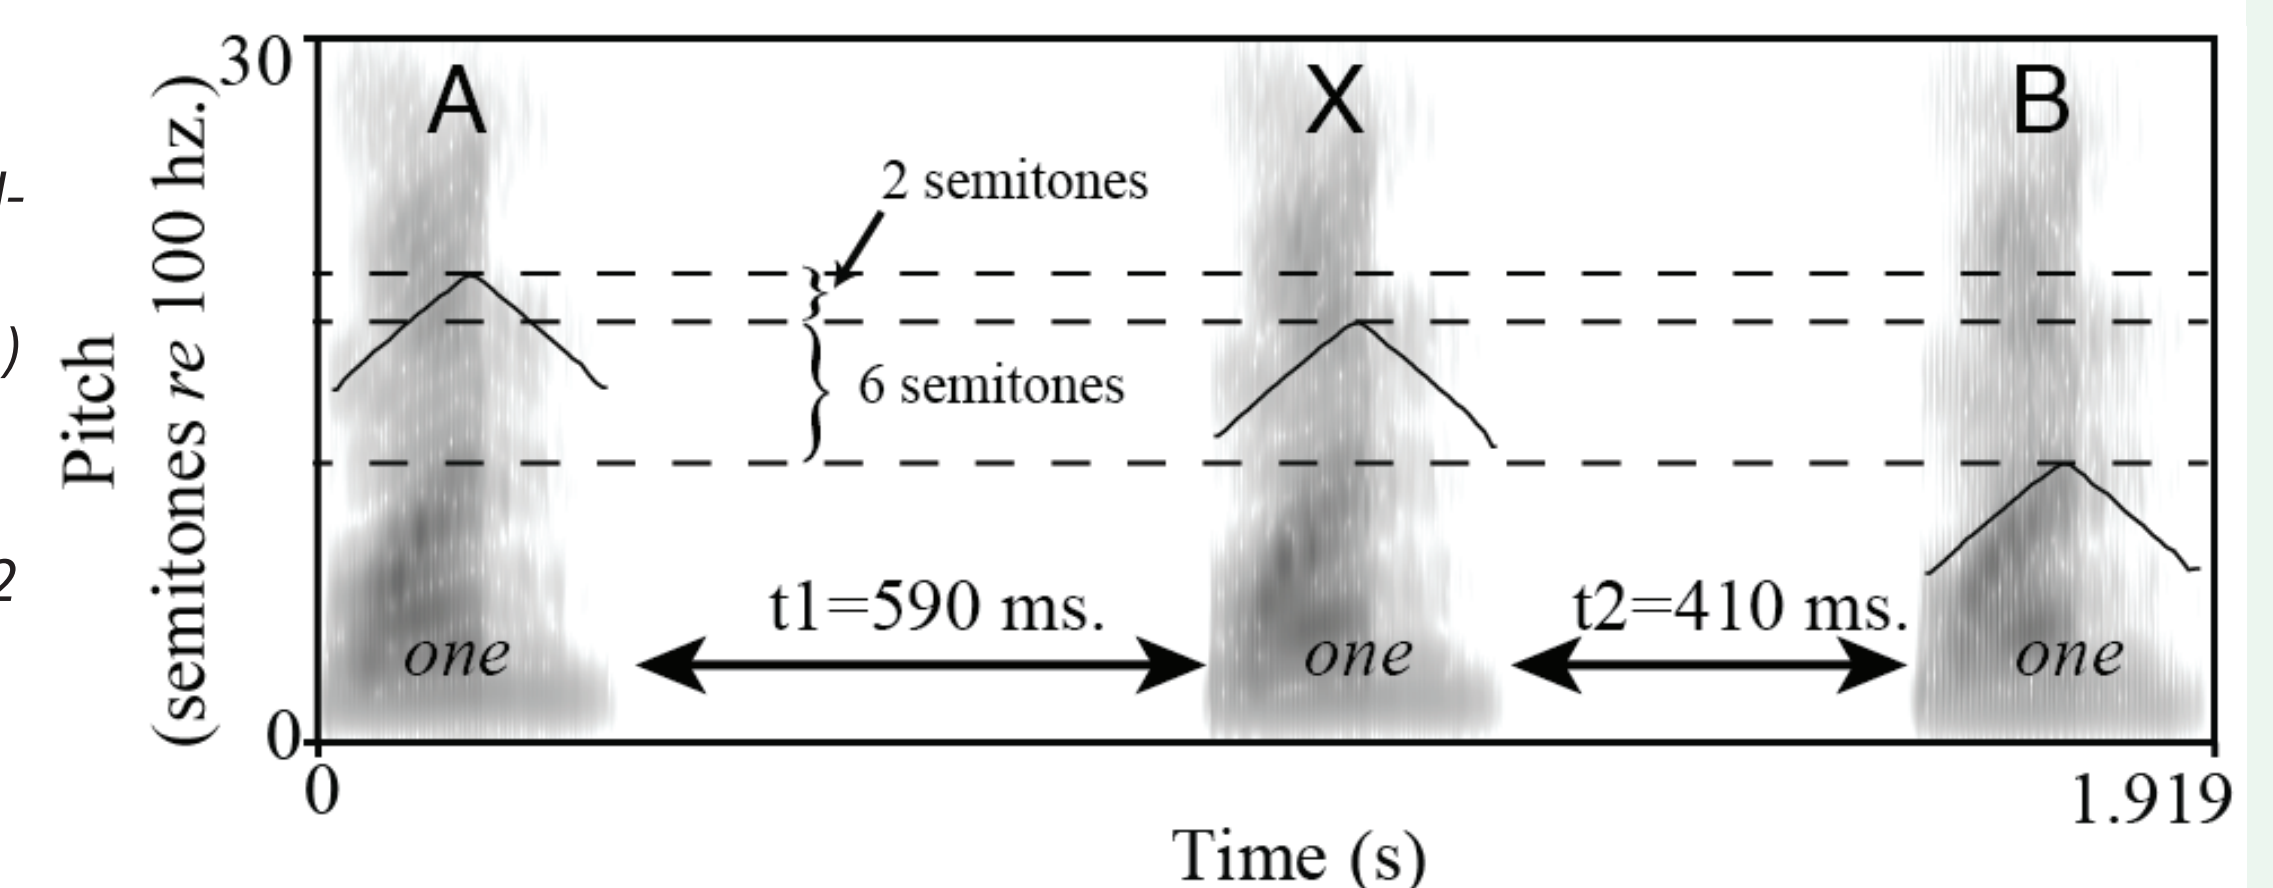 30
A
X
B
2 semitones
l-
)
6 semitones
Pitch
(semitones re 100 hz.)
2
t1=590 ms.
t2=410 ms.
one
one
one
0
0
1.919
Time (s)